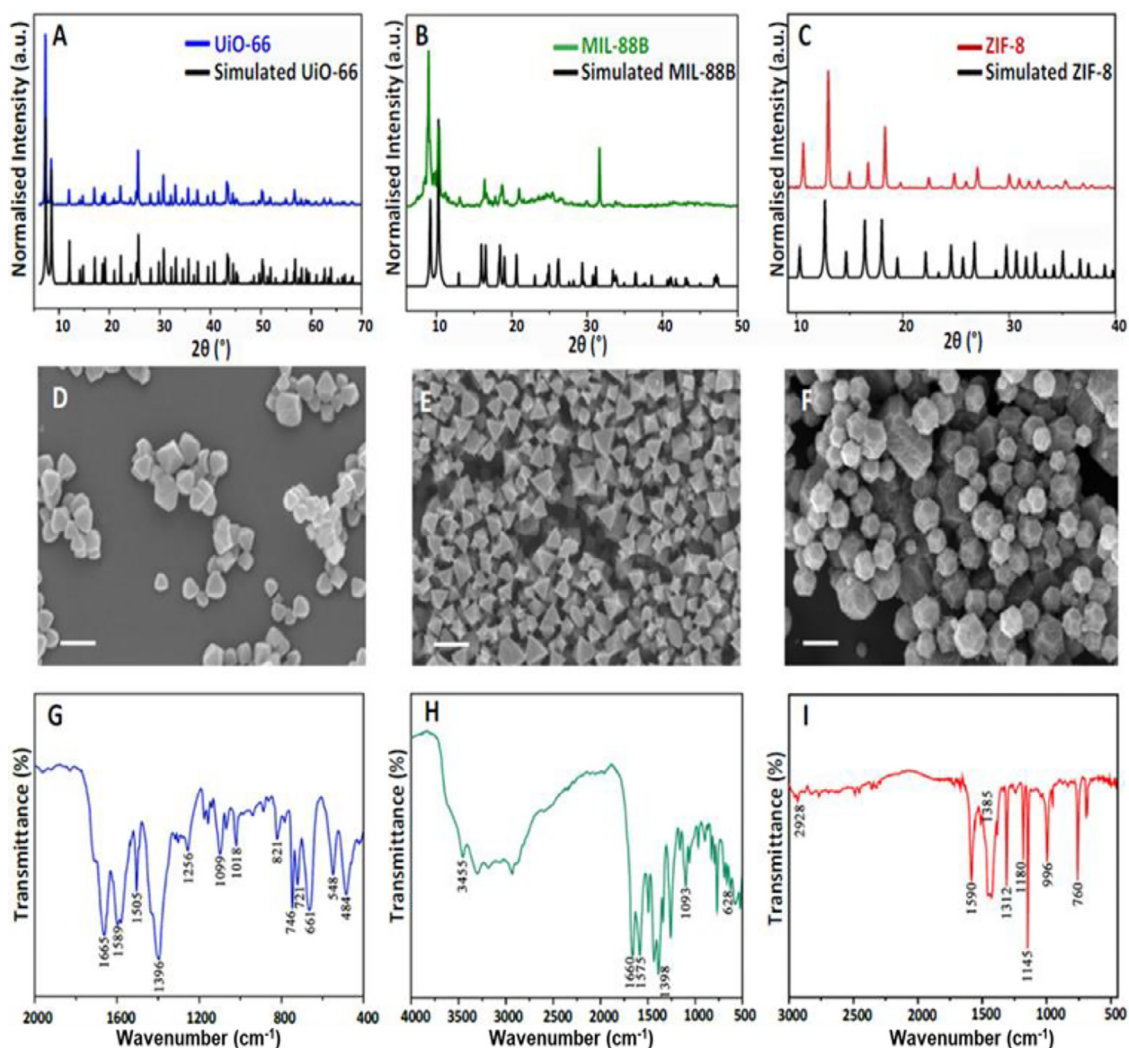 A
UiO-66
Simulated UiO-66
Normalised Intensity (a.u.)
10 20 30 40 50 60 70
2θ (°)
B
MIL-88B
Simulated MIL-88B
Normalised Intensity (a.u.)
10 20 30 40 50
2θ (°)
C
ZIF-8
Simulated ZIF-8
Normalised Intensity (a.u.)
10 20 30 40
2θ (°)
D
E
F
G
Transmittance (%)
1665
1589
1505
1396
1256
1099
1018
821
746
721
661
548
484
2000 1600 1200 800 400
Wavenumber (cm-1)
H
Transmittance (%)
3455
1660
1575
1398
1093
628
4000 3500 3000 2500 2000 1500 1000 500
Wavenumber (cm-1)
I
Transmittance (%)
2928
1590
1385
1312
1180
1145
996
760
3000 2500 2000 1500 1000 500
Wavenumber (cm-1)